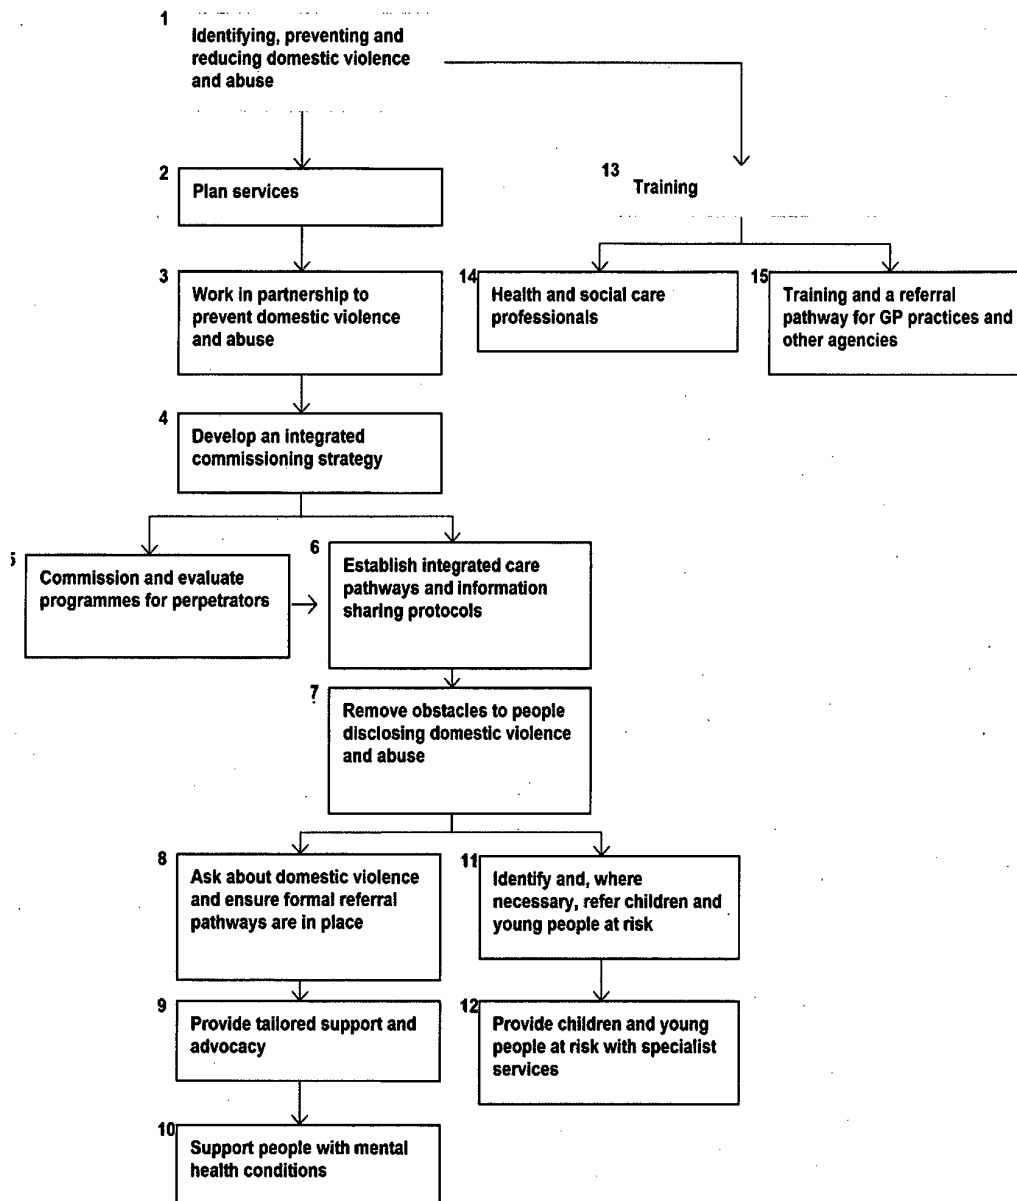 1
Identifying, preventing and
reducing domestic violence
and abuse
2
Plan services
3
Work in partnership to
prevent domestic violence
and abuse
4
Develop an integrated
commissioning strategy
Commission and evaluate
programmes for perpetrators
6
Establish integrated care
pathways and information
sharing protocols
7
Remove obstacles to people
disclosing domestic violence
and abuse
8
Ask about domestic violence
and ensure formal referral
pathways are in place
9
Provide tailored support and
advocacy
10
Support people with mental
health conditions
11
Identify and, where
necessary, refer children and
young people at risk
12
Provide children and young
people at risk with specialist
services
13
Training
14
Health and social care
professionals
15
Training and a referral
pathway for GP practices and
other agencies